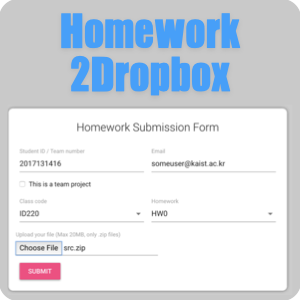 Homework
2Dropbox
Homework Submission Form
Student ID / Team number Email
2017131416 someuser@kaist.ac.kr
This is a team project
Class code Homework
ID220 HW0
Upload your file (Max 20MB, only .zip files)
Choose File src.zip
SUBMIT